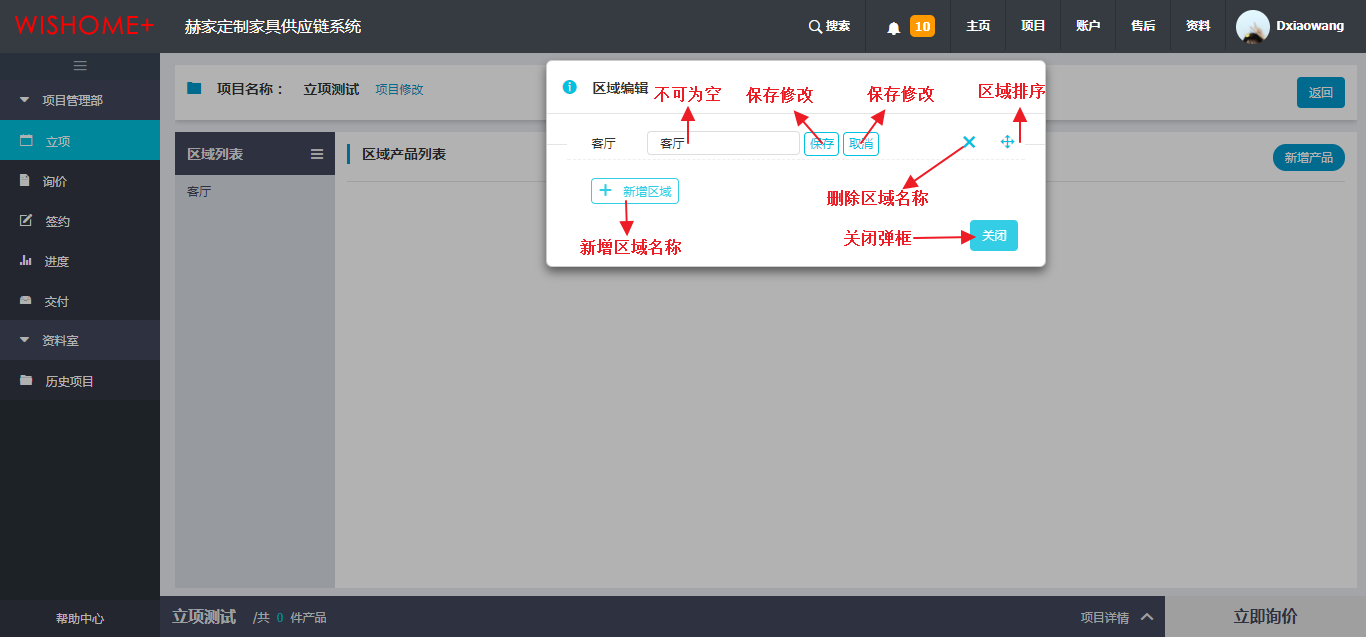 WISHOME+
赫家定制家具供应链系统
搜索
10
主页
项目
账户
售后
资料
Dxiaowang
项目管理部
立项
询价
签约
进度
交付
资料室
历史项目
帮助中心
项目名称：
立项测试
项目修改
返回
区域列表
客厅
区域产品列表
新增产品
区域编辑
不可为空
保存修改
保存修改
区域排序
客厅
客厅
保存
取消
删除区域名称
新增区域
新增区域名称
关闭弹框
关闭
立项测试
/共 0 件产品
项目详情
立即询价